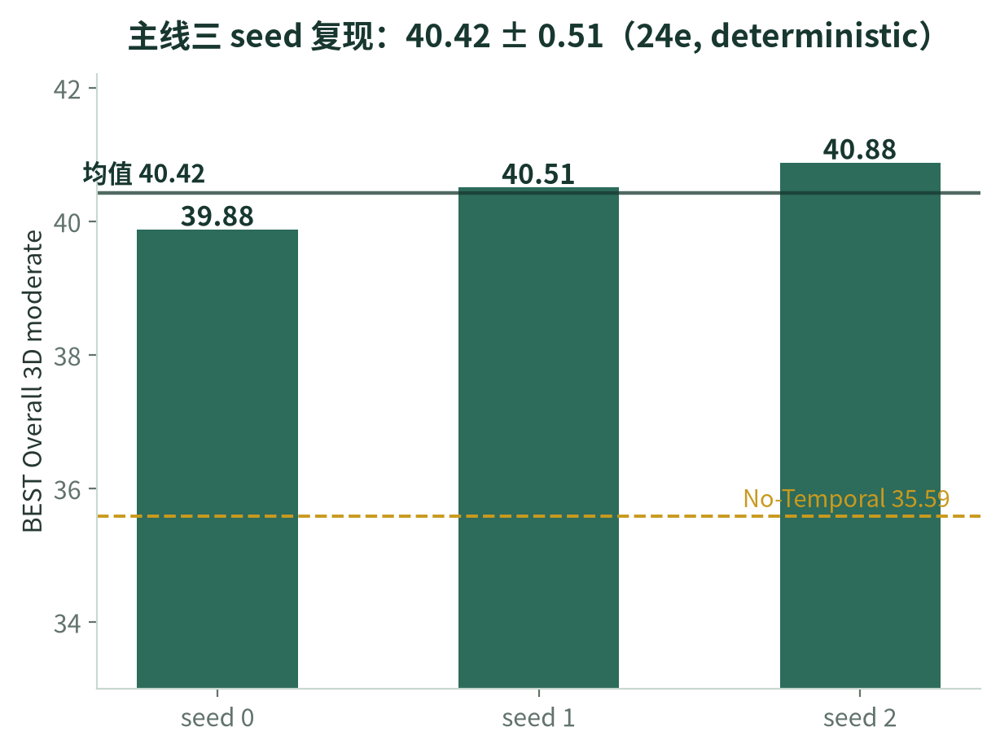 主线三 seed 复现：40.42 ± 0.51（24e, deterministic）
BEST Overall 3D moderate
42
40
38
36
34
均值 40.42
39.88
40.51
40.88
No-Temporal 35.59
seed 0
seed 1
seed 2